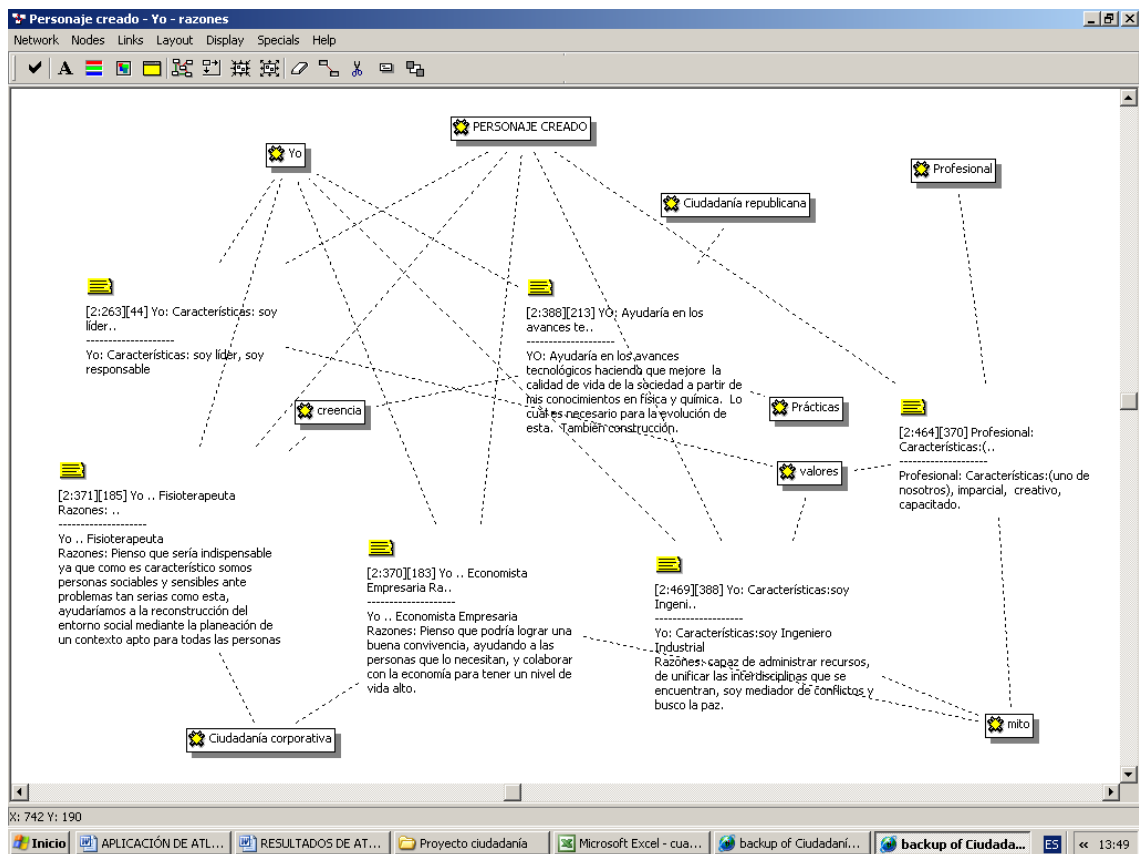 Personaje creado - Yo - razones
Network Nodes Links Layout Display Specials Help
A
PERSONAJE CREADO
Yo
Profesional
Ciudadanía republicana
[2:263][44] Yo: Características: soy
líder..
--------------------
Yo: Características: soy líder, soy
responsable
[2:388][213] YO: Ayudaría en los
avances te..
--------------------
YO: Ayudaría en los avances
tecnológicos haciendo que mejore la
calidad de vida de la sociedad a partir de
mis conocimientos en física y química. Lo
cual es necesario para la evolución de
esta. También construcción.
creencia
Prácticas
valores
[2:464][370] Profesional:
Características:(..
--------------------
Profesional: Características:(uno de
nosotros), imparcial, creativo,
capacitado.
[2:371][185] Yo .. Fisioterapeuta
Razones: ..
--------------------
Yo .. Fisioterapeuta
Razones: Pienso que sería indispensable
ya que como es característico somos
personas sociables y sensibles ante
problemas tan serias como esta,
ayudaríamos a la reconstrucción del
entorno social mediante la planeación de
un contexto apto para todas las personas
[2:370][183] Yo .. Economista
Empresaria Ra..
--------------------
Yo .. Economista Empresaria
Razones: Pienso que podría lograr una
buena convivencia, ayudando a las
personas que lo necesitan, y colaborar
con la economía para tener un nivel de
vida alto.
[2:469][388] Yo: Características:soy
Ingeni..
--------------------
Yo: Características:soy Ingeniero
Industrial
Razones: capaz de administrar recursos,
de unificar las interdisciplinas que se
encuentran, soy mediador de conflictos y
busco la paz.
Ciudadanía corporativa
mito
X: 742 Y: 190
Inicio APLICACIÓN DE ATL... RESULTADOS DE AT... Proyecto ciudadanía Microsoft Excel - cua... backup of Ciudadaní... backup of Ciudada... ES « 13:49